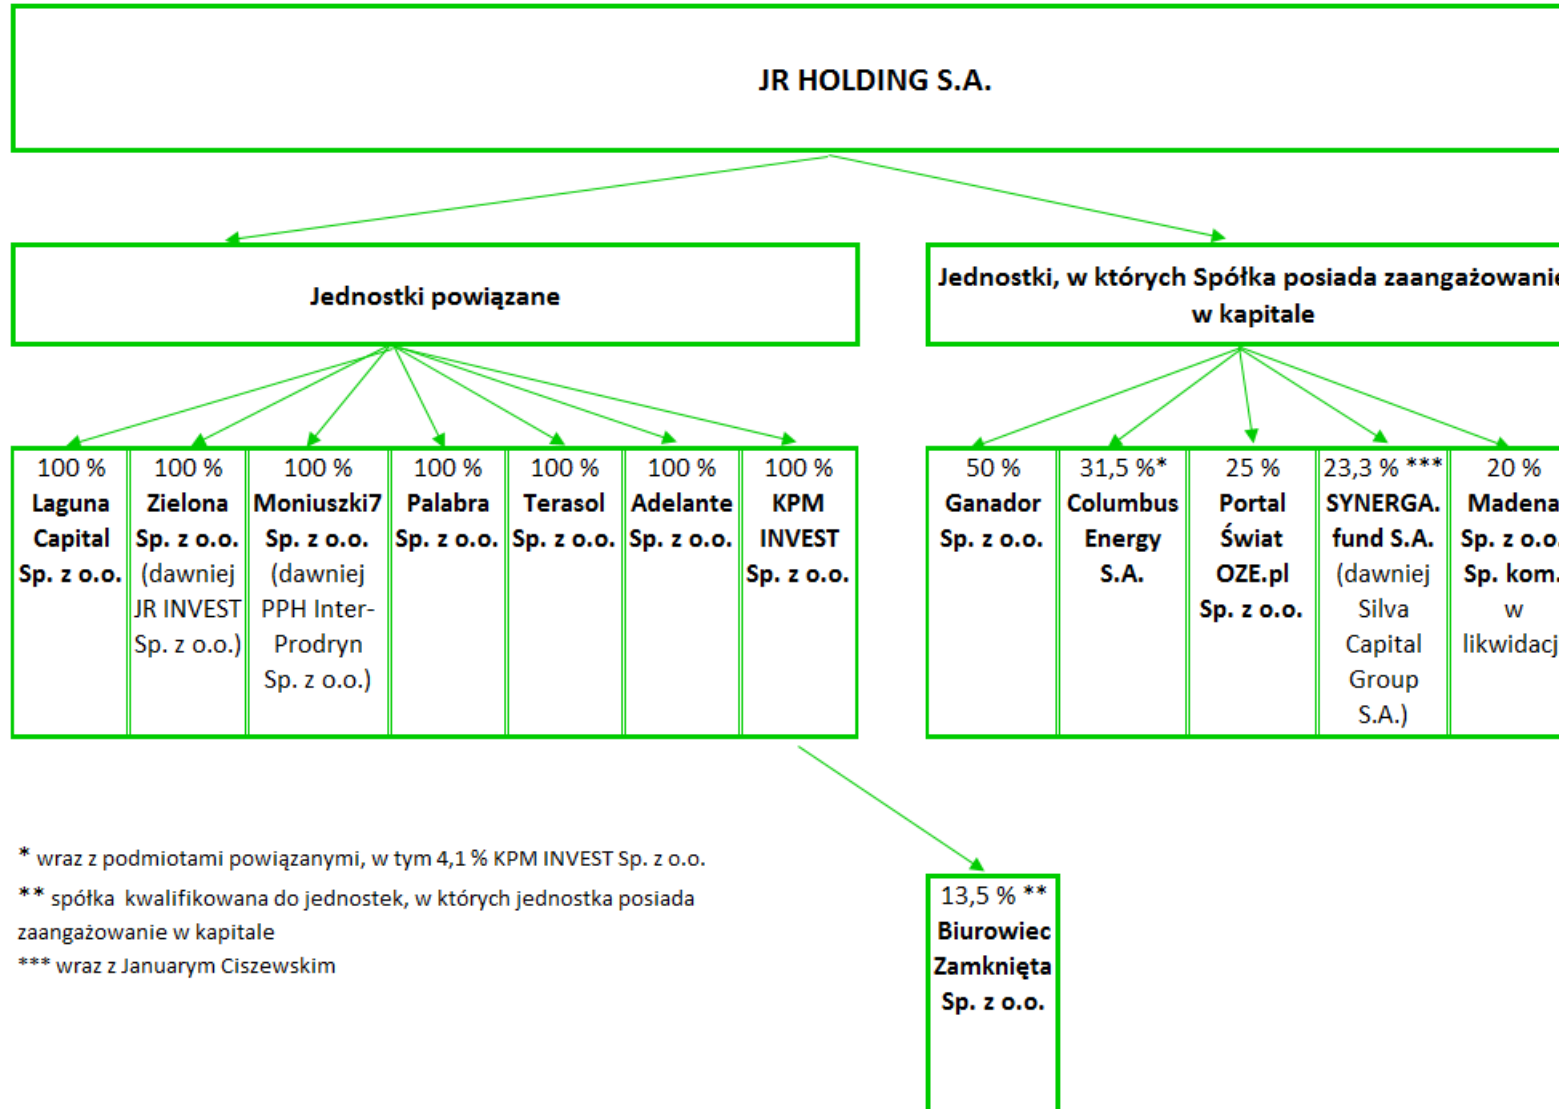 JR HOLDING S.A.
Jednostki powiązane
Jednostki, w których Spółka posiada zaangażowanie
w kapitale
100 %
Laguna
Capital
Sp. z o.o.
100 %
Zielona
Sp. z o.o.
(dawniej
JR INVEST
Sp. z o.o.)
100 %
Moniuszki7
Sp. z o.o.
(dawniej
PPH Inter-
Prodryn
Sp. z o.o.)
100 %
Palabra
Sp. z o.o.
100 %
Terasol
Sp. z o.o.
100 %
Adelante
Sp. z o.o.
100 %
KPM
INVEST
Sp. z o.o.
50 %
Ganador
Sp. z o.o.
31,5 %*
Columbus
Energy
S.A.
25 %
Portal
Świat
OZE.pl
Sp. z o.o.
23,3 % ***
SYNERGA.
fund S.A.
(dawniej
Silva
Capital
Group
S.A.)
20 %
Madena
Sp. z o.o.
Sp. kom.
w
likwidacj
* wraz z podmiotami powiązanymi, w tym 4,1 % KPM INVEST Sp. z o.o.
** spółka kwalifikowana do jednostek, w których jednostka posiada
zaangażowanie w kapitale
*** wraz z Januarym Ciszewskim
13,5 % **
Biurowiec
Zamknięta
Sp. z o.o.